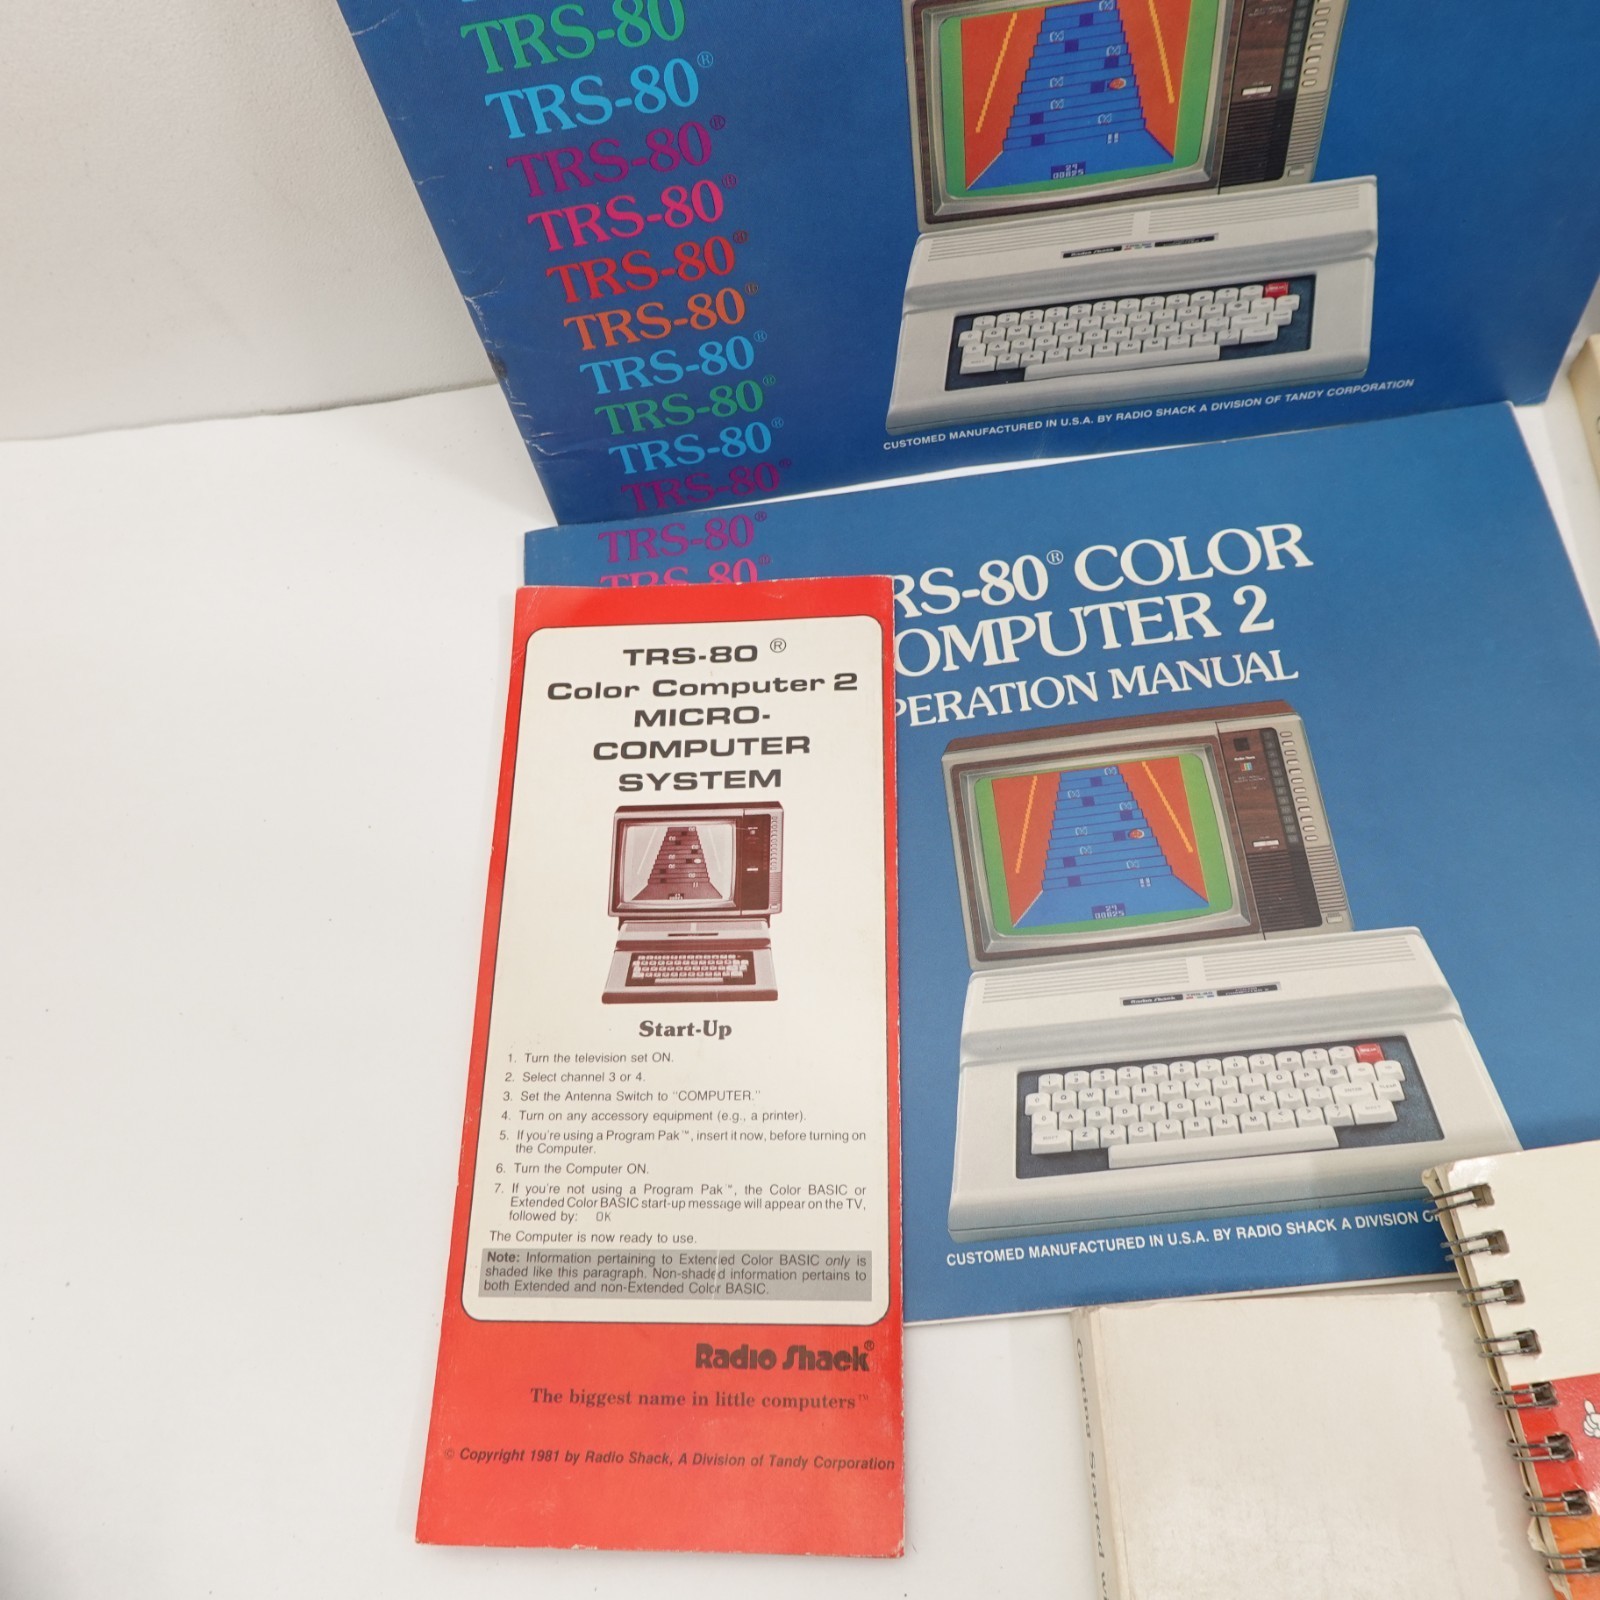 TRS-80
TRS-80®
TRS-80®
TRS-80®
TRS-80®
TRS-80®
TRS-80®
TRS-80®
TRS-80®
TRS-80®
CUSTOMED MANUFACTURED IN U.S.A. BY RADIO SHACK A DIVISION OF TANDY CORPORATION
TRS-80®
TRS-80®
RS-80® COLOR
OMPUTER 2
PERATION MANUAL
CUSTOMED MANUFACTURED IN U.S.A. BY RADIO SHACK A DIVISION
TRS-80 ®
Color Computer 2
MICRO-
COMPUTER
SYSTEM
Start-Up
1. Turn the television set ON.
2. Select channel 3 or 4.
3. Set the Antenna Switch to "COMPUTER."
4. Turn on any accessory equipment (e.g., a printer).
5. If you're using a Program Pak™, insert it now, before turning on
the Computer.
6. Turn the Computer ON.
7. If you're not using a Program Pak™, the Color BASIC or
Extended Color BASIC start-up message will appear on the TV,
followed by: OK
The Computer is now ready to use.
Note: Information pertaining to Extended Color BASIC only is
shaded like this paragraph. Non-shaded information pertains to
both Extended and non-Extended Color BASIC.
Radio Shack®
The biggest name in little computers™
© Copyright 1981 by Radio Shack, A Division of Tandy Corporation
Getting Started w